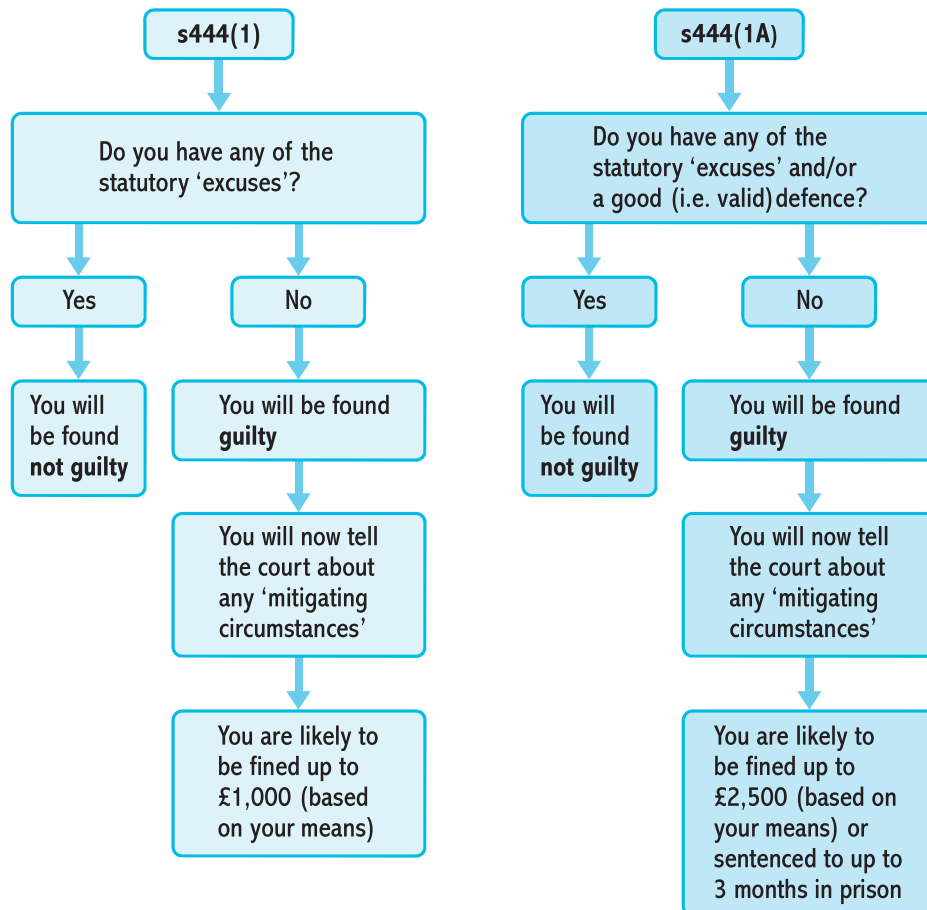 s444(1)
Do you have any of the
statutory ‘excuses’?
Yes
No
You will
be found
not guilty
You will be found
guilty
You will now tell
the court about
any ‘mitigating
circumstances’
You are likely to
be fined up to
£1,000 (based
on your means)
s444(1A)
Do you have any of the
statutory ‘excuses’ and/or
a good (i.e. valid) defence?
Yes
No
You will
be found
not guilty
You will be found
guilty
You will now tell
the court about
any ‘mitigating
circumstances’
You are likely to
be fined up to
£2,500 (based on
your means) or
sentenced to up to
3 months in prison